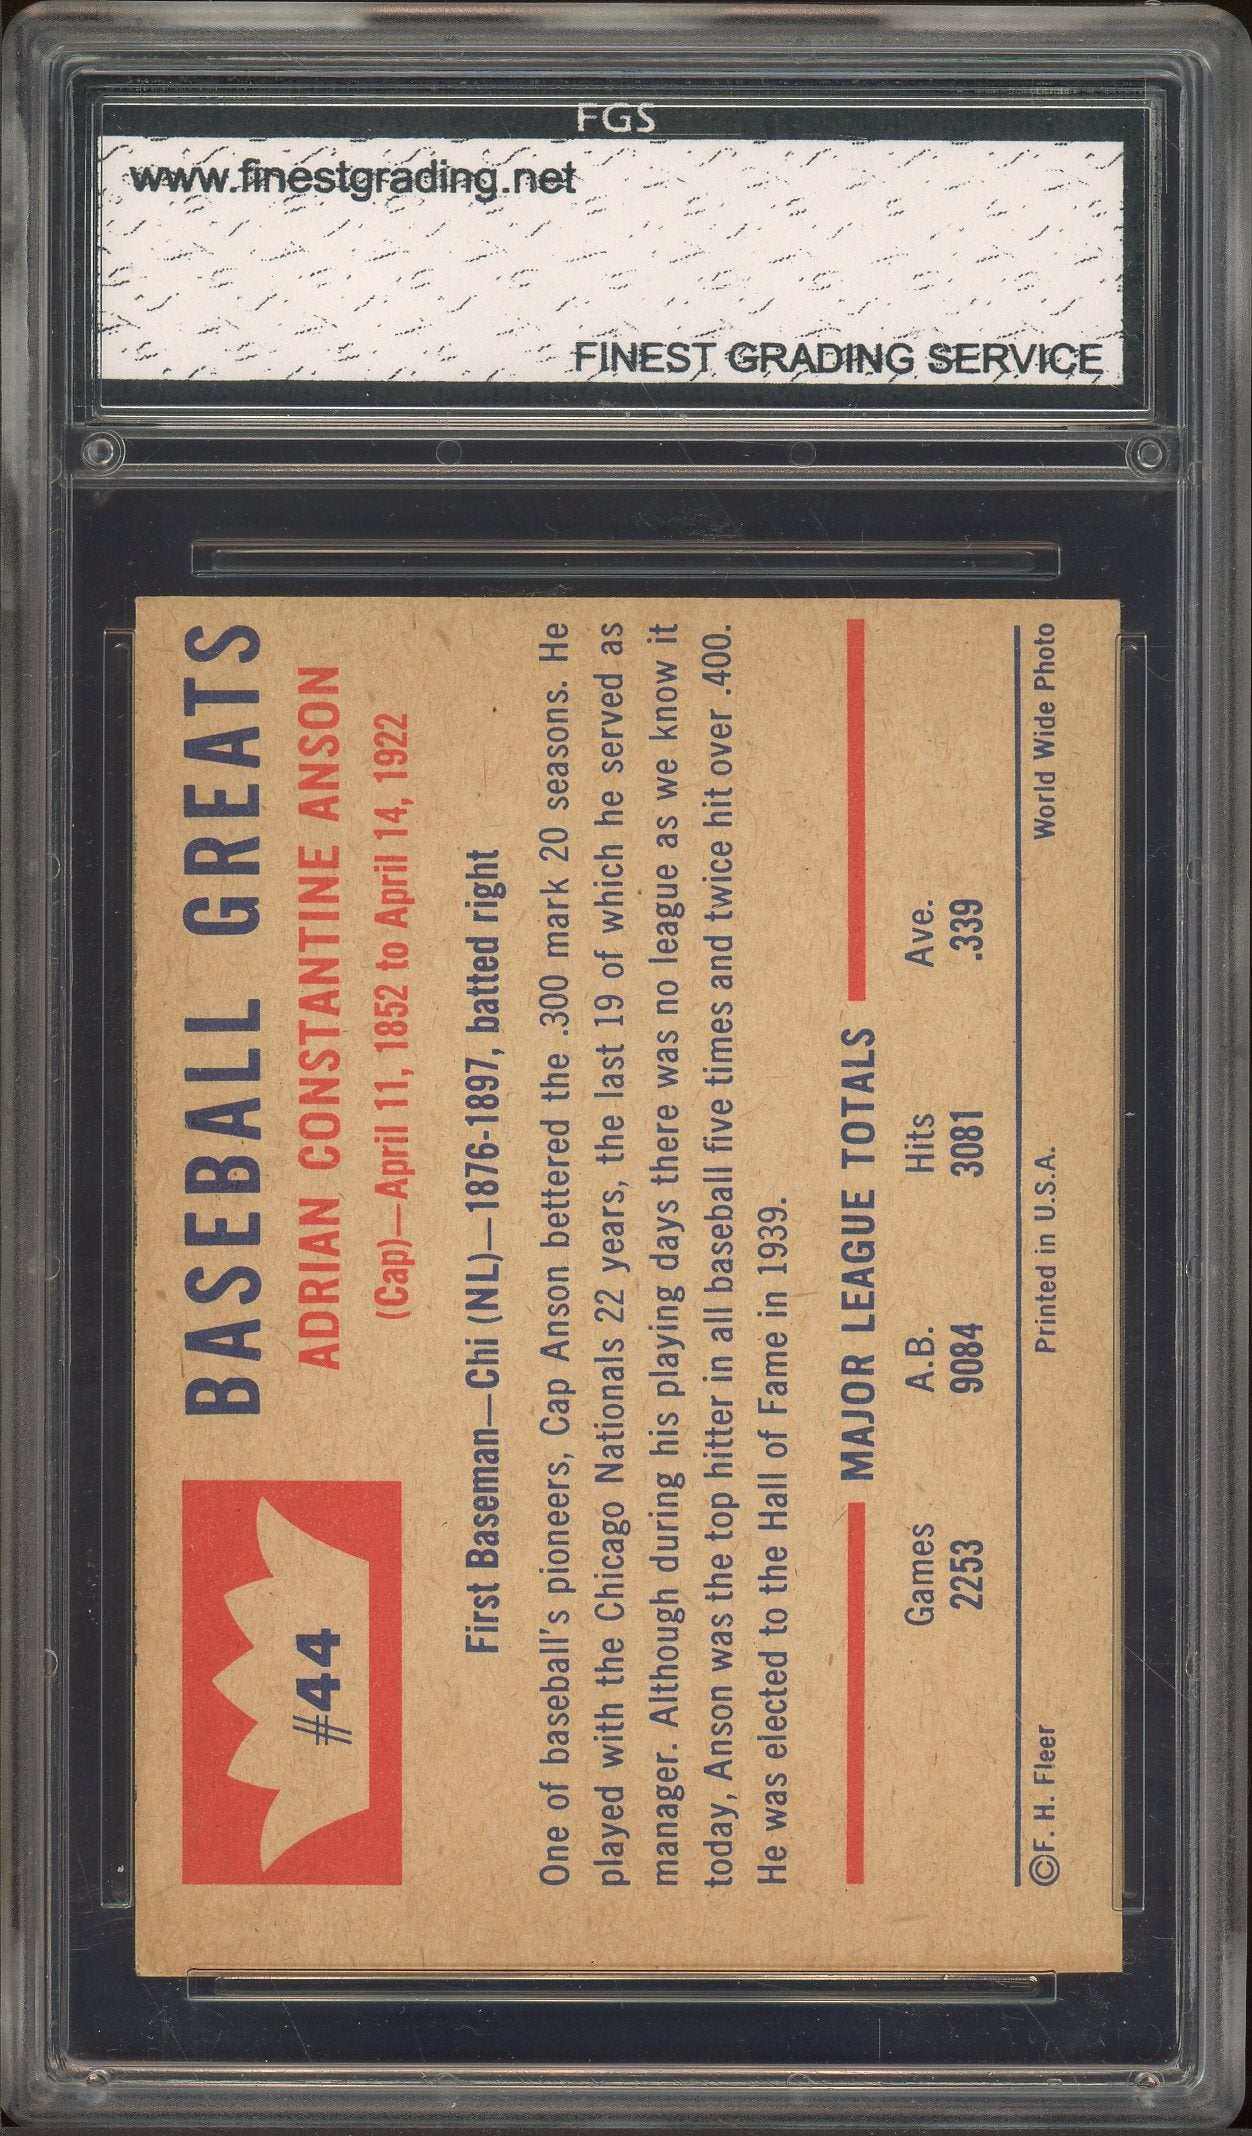 FGS
www.finestgrading.net
FINEST GRADING SERVICE
BASEBALL GREATS
ADRIAN CONSTANTINE ANSON
(Cap)—April 11, 1852 to April 14, 1922
#44
First Baseman—Chi (NL)—1876-1897, batted right
One of baseball's pioneers, Cap Anson bettered the .300 mark 20 seasons. He
played with the Chicago Nationals 22 years, the last 19 of which he served as
manager. Although during his playing days there was no league as we know it
today, Anson was the top hitter in all baseball five times and twice hit over .400.
He was elected to the Hall of Fame in 1939.
MAJOR LEAGUE TOTALS
Games A.B. Hits Ave.
2253 9084 3081 .339
©F. H. Fleer Printed in U.S.A. World Wide Photo